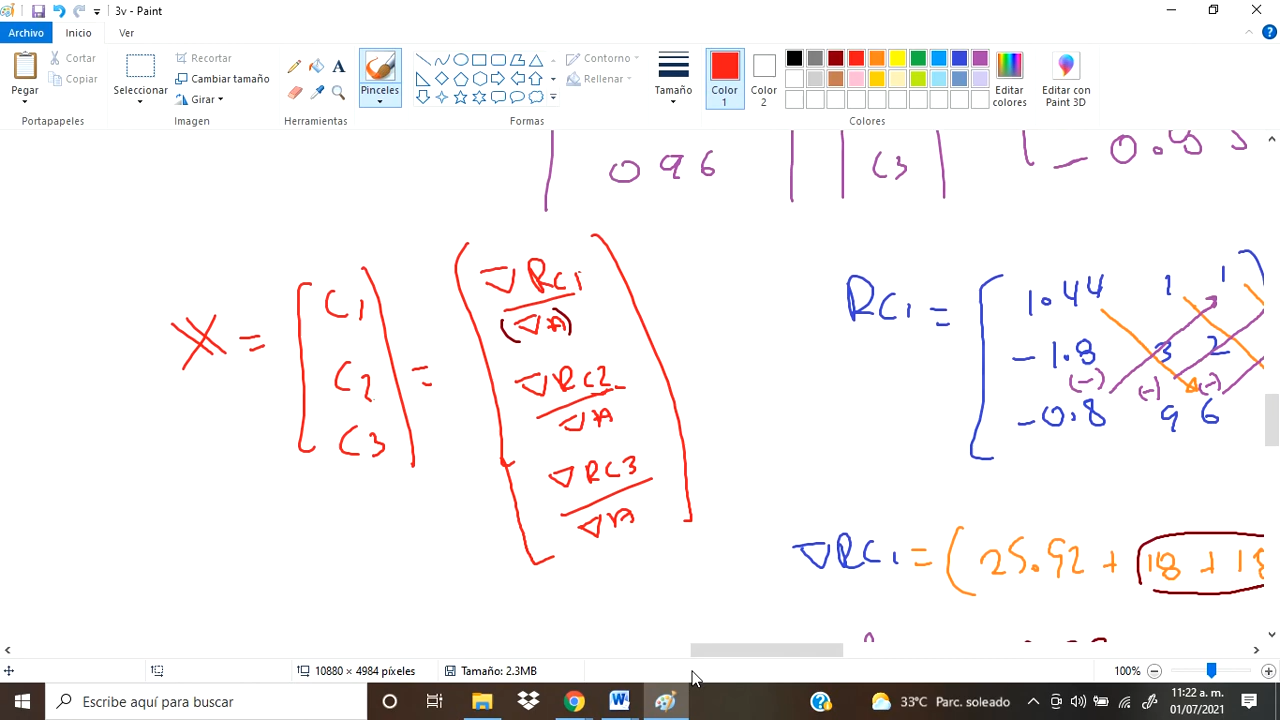 3v - Paint
Archivo Inicio Ver
Pegar
Cortar
Copiar
Portapapeles
Seleccionar
Recortar
Cambiar tamaño
Girar
Imagen
Herramientas
Pinceles
Contorno
Rellenar
Formas
Tamaño
Color 1
Color 2
Editar colores
Editar con Paint 3D
Colores
0 9 6 C3
X = [ C1 C2 C3 ] = ( ▽RC1
(▽A)
▽RC2
▽A
▽RC3
▽A ]
RC1 = [ 1.44 1 1
-1.8 3 2
(-) (-) (-)
-0.8 9 6
▽RC1 = ( 25.92 + 18 +
10880 × 4984 píxeles
Tamaño: 2.3MB
100%
Escribe aquí para buscar
33°C Parc. soleado
11:22 a. m.
01/07/2021